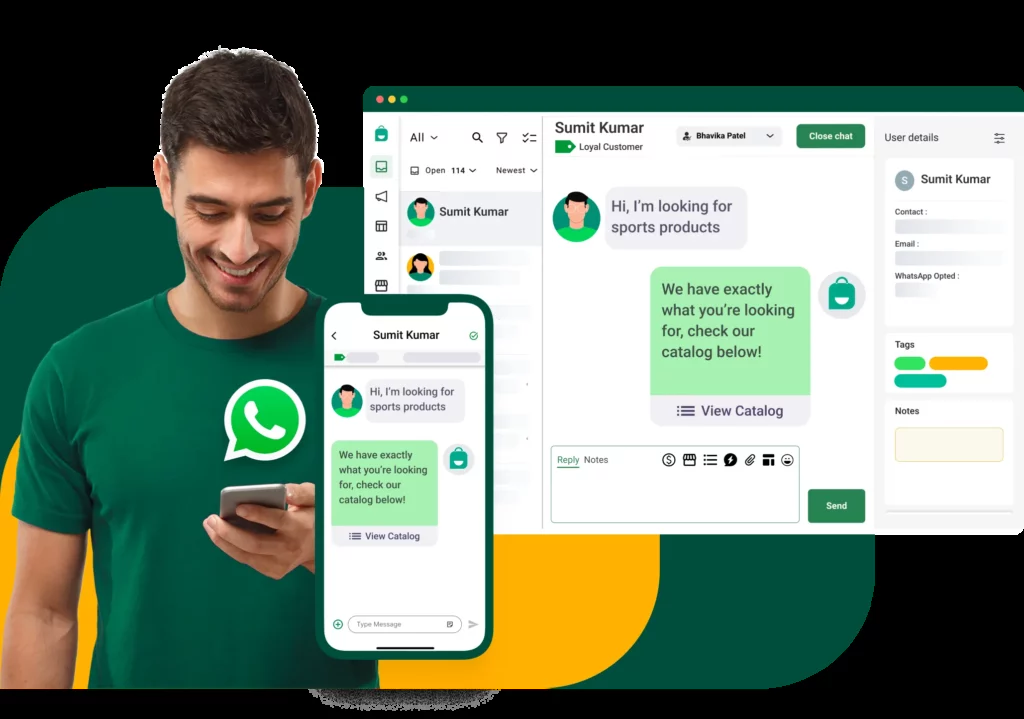 All
Open 114
Newest
Sumit Kumar
Sumit Kumar
Loyal Customer
Bhavika Patel
Close chat
Hi, I'm looking for
sports products
We have exactly
what you're looking
for, check our
catalog below!
View Catalog
Reply Notes
Send
User details
S Sumit Kumar
Contact :
Email :
WhatsApp Opted :
Tags
Notes
Sumit Kumar
Hi, I'm looking for
sports products
We have exactly
what you're looking
for, check our
catalog below!
View Catalog
Type Message